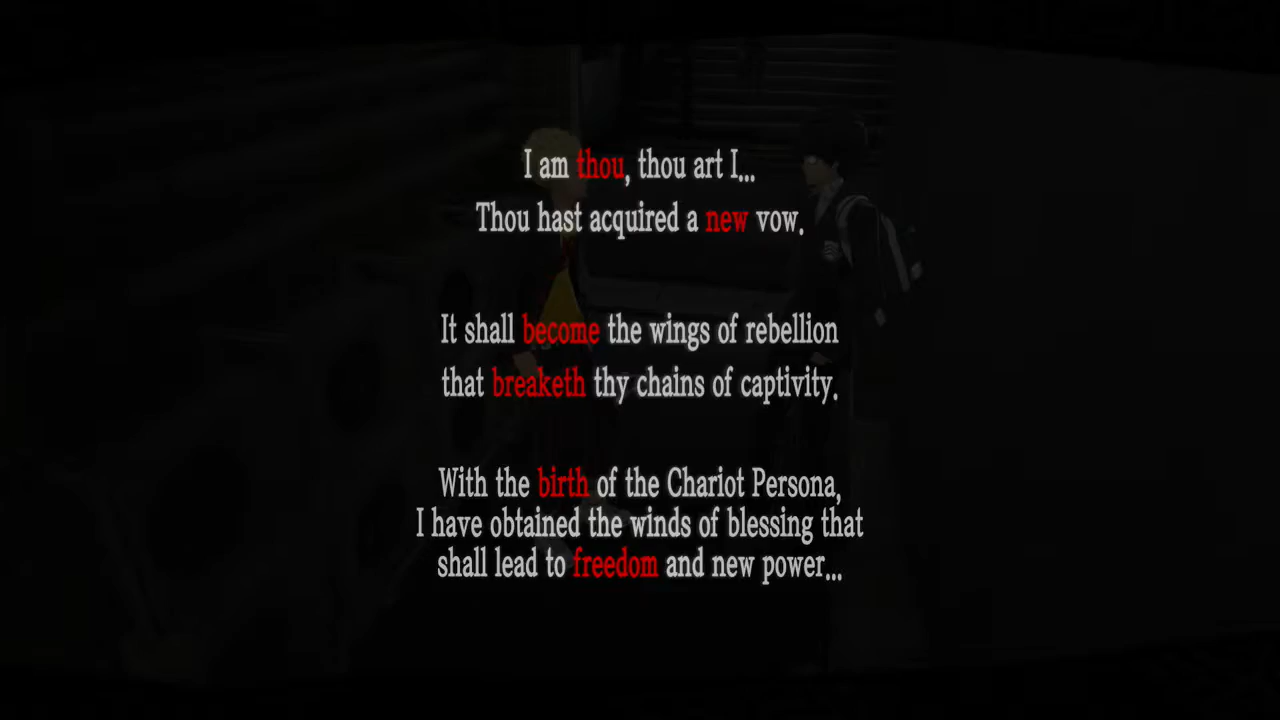 I am thou, thou art I...
Thou hast acquired a new vow.
It shall become the wings of rebellion
that breaketh thy chains of captivity.
With the birth of the Chariot Persona,
I have obtained the winds of blessing that
shall lead to freedom and new power...